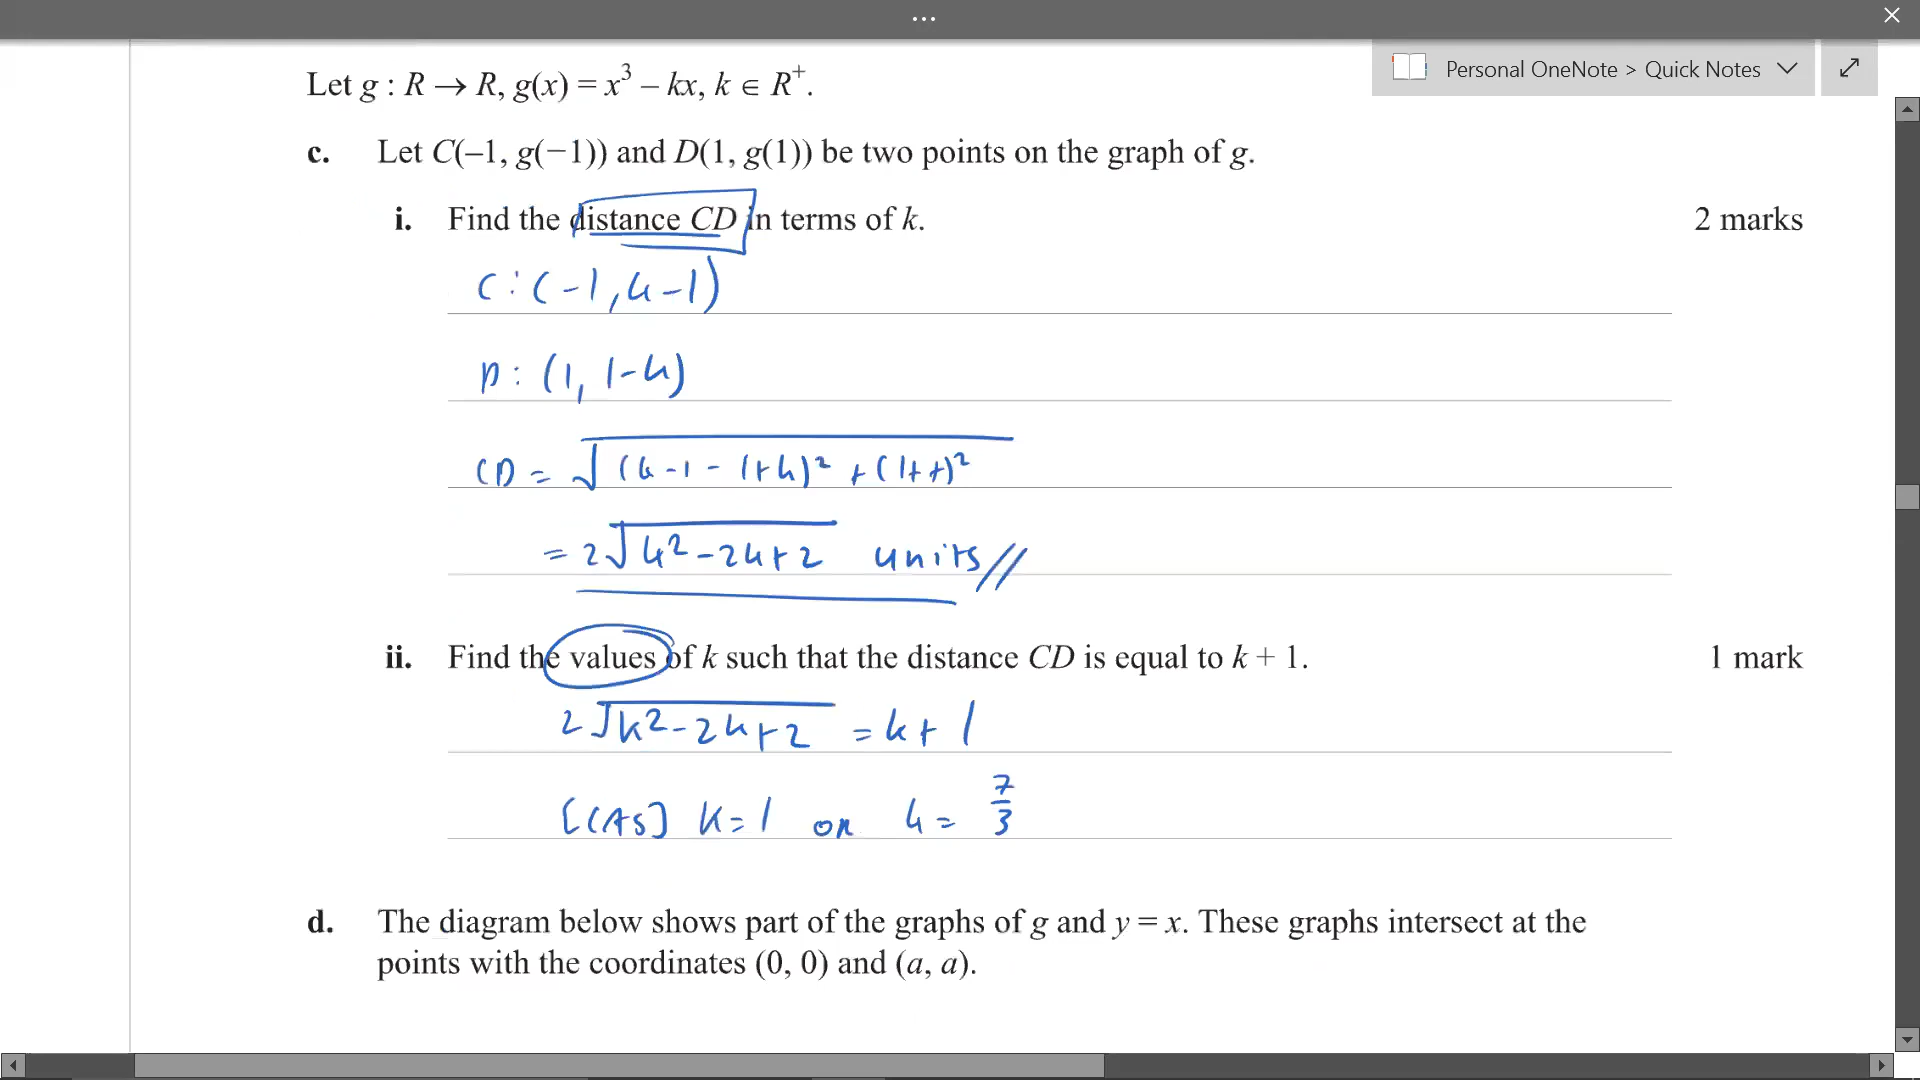 ...
Personal OneNote > Quick Notes
Let g : R → R, g(x) = x³ – kx, k ∈ R⁺.
c. Let C(–1, g(−1)) and D(1, g(1)) be two points on the graph of g.
i. Find the distance CD in terms of k. 2 marks
C : (-1, k-1)
D : (1, 1-k)
CD = √((k-1-1+k)² + (1+1)²)
= 2√(k²-2k+2) units //
ii. Find the values of k such that the distance CD is equal to k + 1. 1 mark
2√(k²-2k+2) = k + 1
[CAS] k=1 or k = 7/3
d. The diagram below shows part of the graphs of g and y = x. These graphs intersect at the
points with the coordinates (0, 0) and (a, a).